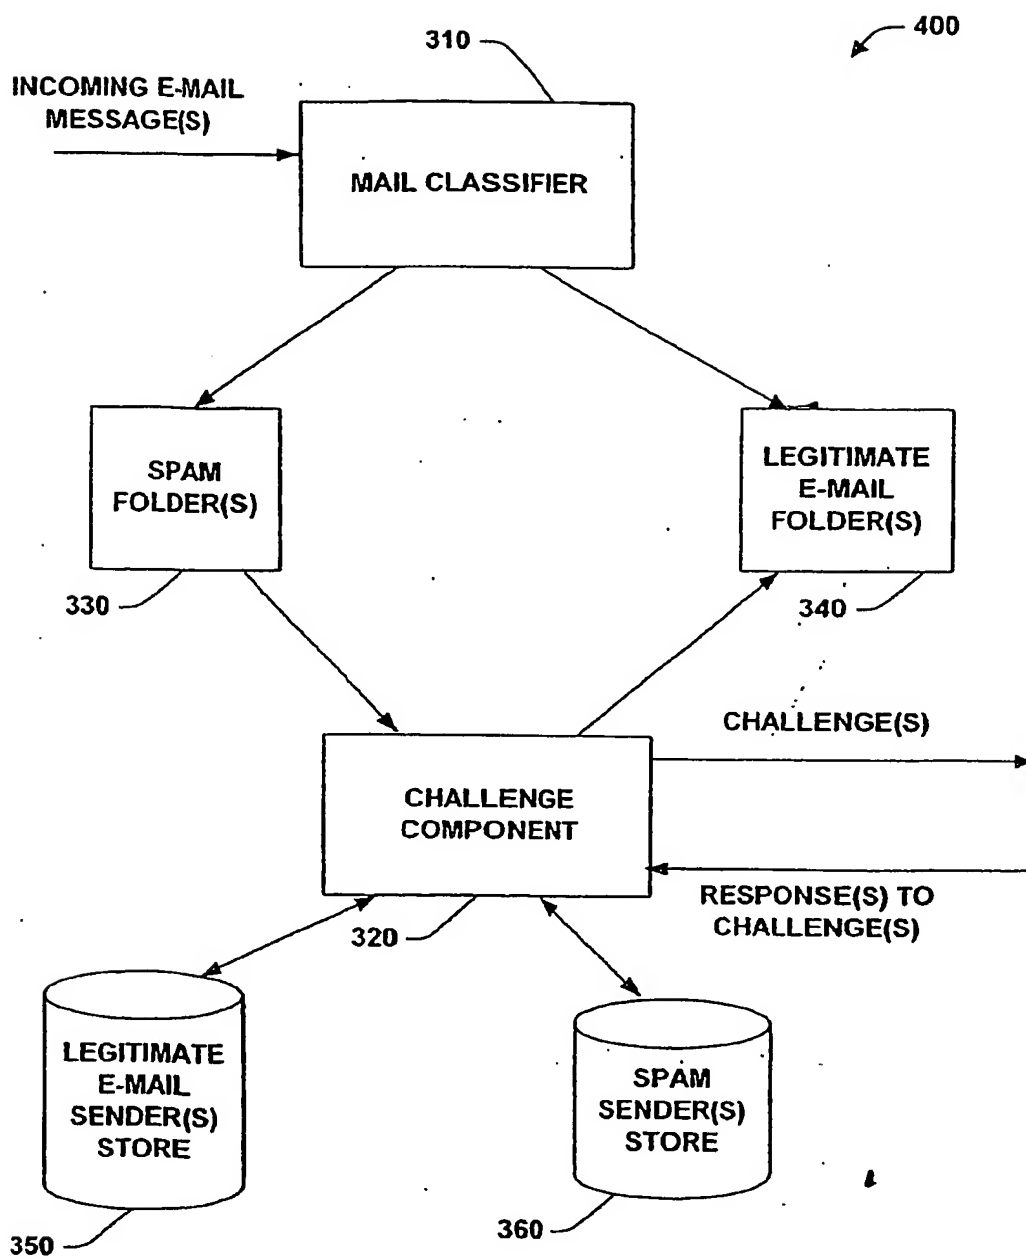 400
310
INCOMING E-MAIL
MESSAGE(S)
MAIL CLASSIFIER
SPAM
FOLDER(S)
LEGITIMATE
E-MAIL
FOLDER(S)
330
340
CHALLENGE(S)
CHALLENGE
COMPONENT
RESPONSE(S) TO
CHALLENGE(S)
320
LEGITIMATE
E-MAIL
SENDER(S)
STORE
SPAM
SENDER(S)
STORE
350
360